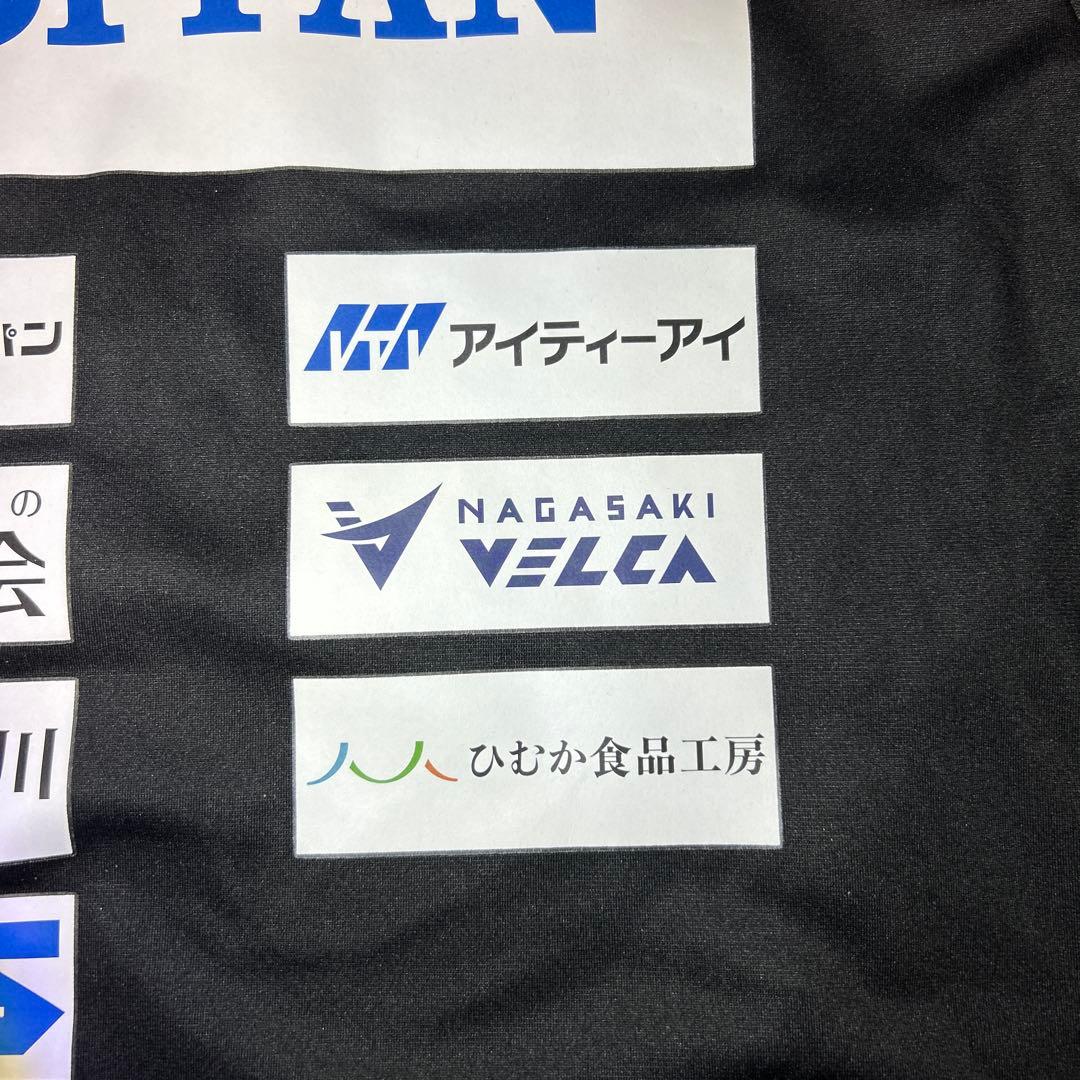 パン
アイティーアイ
の
会
NAGASAKI
VELCA
川
ひむか食品工房